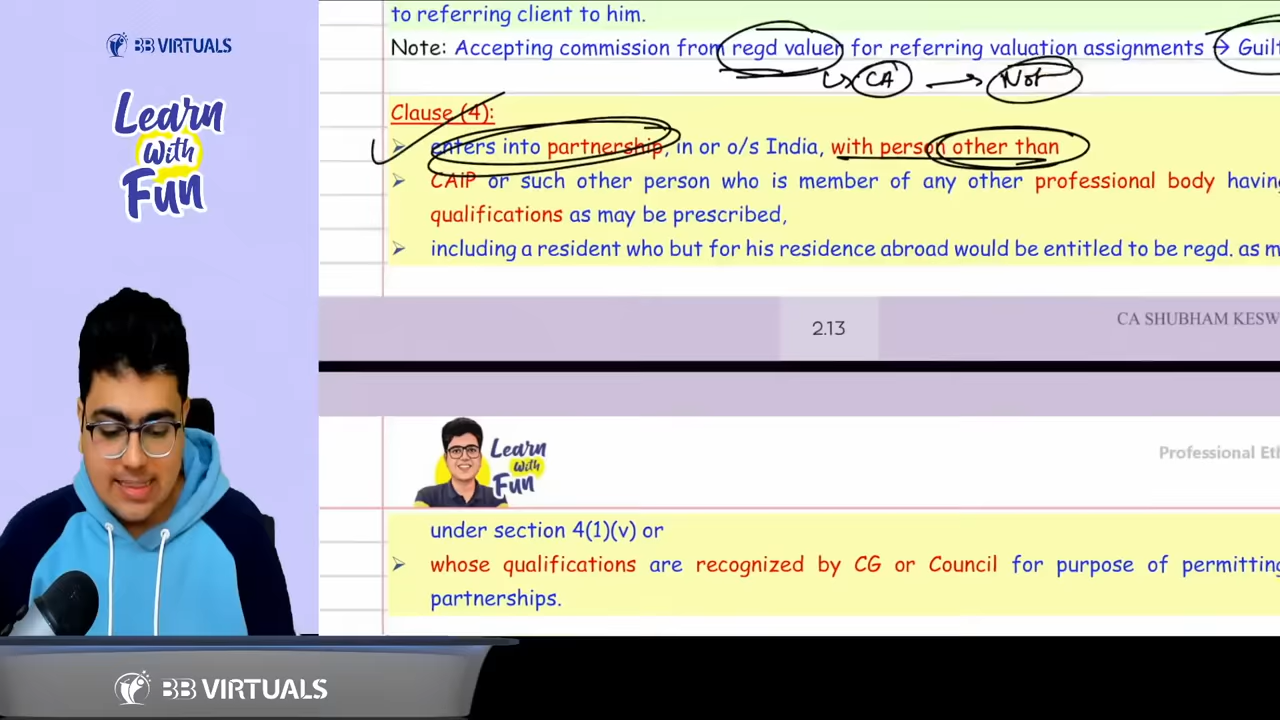 BB VIRTUALS
Learn
With
Fun
to referring client to him.
Note: Accepting commission from regd valuer for referring valuation assignments → Guilt
CA → Not
Clause (4):
➢ enters into partnership, in or o/s India, with person other than
➢ CAiP or such other person who is member of any other professional body having
qualifications as may be prescribed,
➢ including a resident who but for his residence abroad would be entitled to be regd. as m
2.13
CA SHUBHAM KESW
Learn
With
Fun
Professional Eth
under section 4(1)(v) or
➢ whose qualifications are recognized by CG or Council for purpose of permitting
partnerships.
BB VIRTUALS